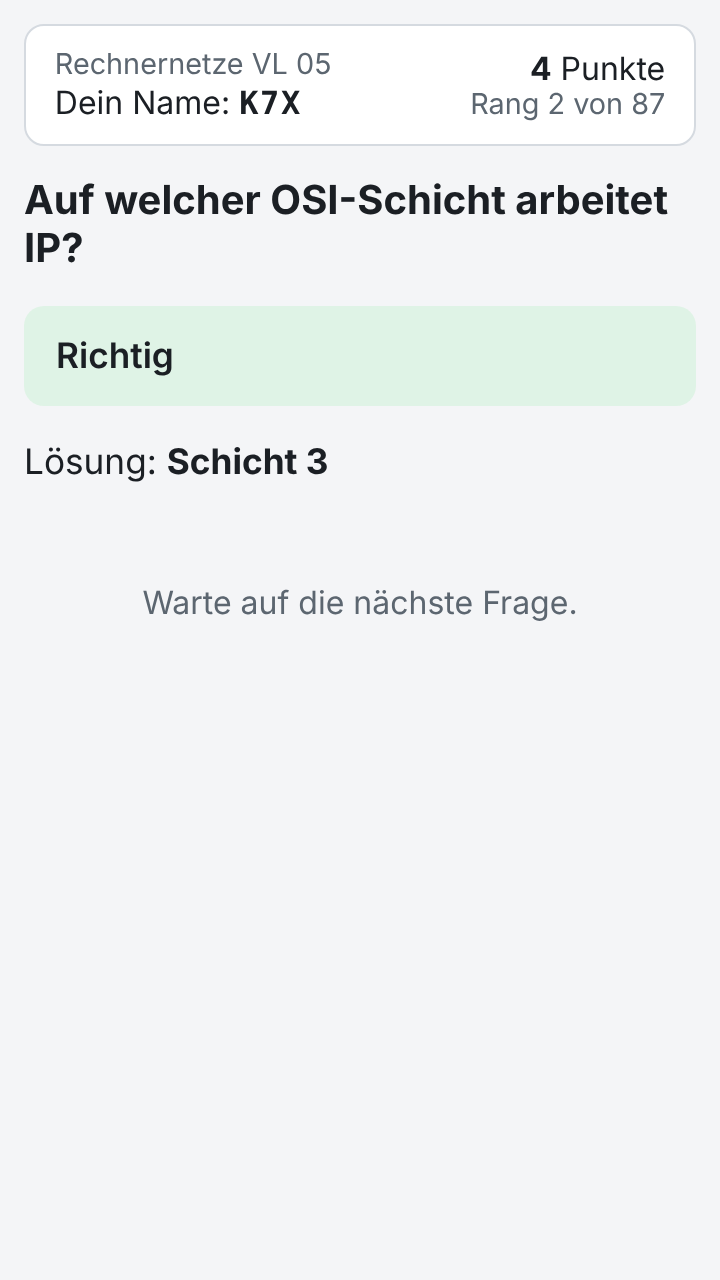 Rechnernetze VL 05
Dein Name: K7X
4 Punkte
Rang 2 von 87
Auf welcher OSI-Schicht arbeitet
IP?
Richtig
Lösung: Schicht 3
Warte auf die nächste Frage.